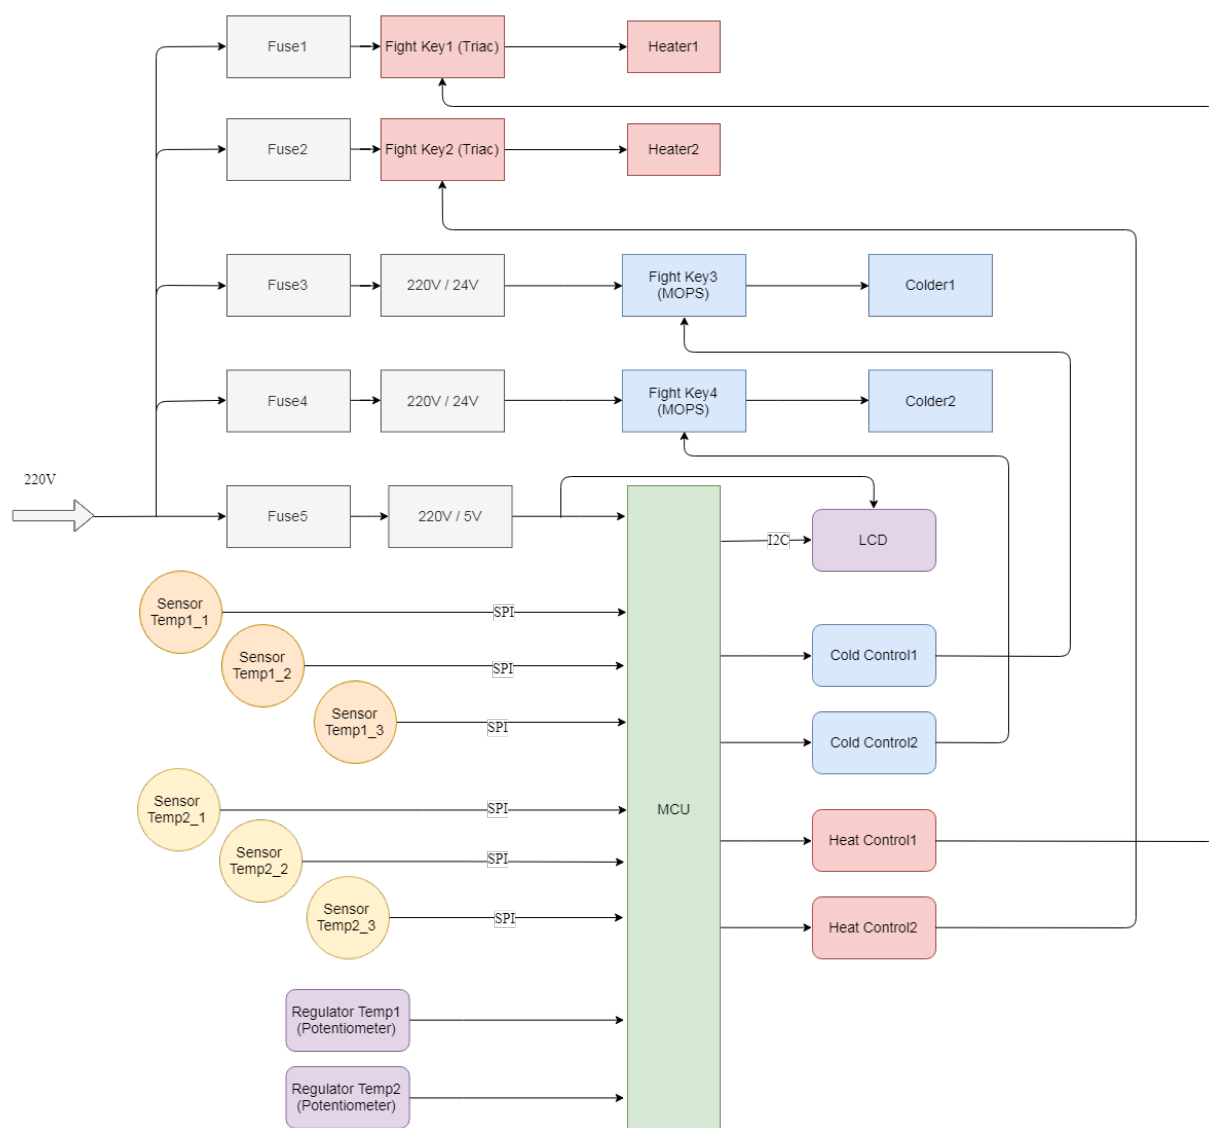 Fuse1
Fight Key1 (Triac)
Heater1
Fuse2
Fight Key2 (Triac)
Heater2
Fuse3
220V / 24V
Fight Key3
(MOPS)
Colder1
Fuse4
220V / 24V
Fight Key4
(MOPS)
Colder2
220V
Fuse5
220V / 5V
I2C
LCD
Sensor
Temp1_1
SPI
Sensor
Temp1_2
SPI
Cold Control1
Sensor
Temp1_3
SPI
Cold Control2
Sensor
Temp2_1
SPI
MCU
Heat Control1
Sensor
Temp2_2
SPI
Sensor
Temp2_3
SPI
Heat Control2
Regulator Temp1
(Potentiometer)
Regulator Temp2
(Potentiometer)